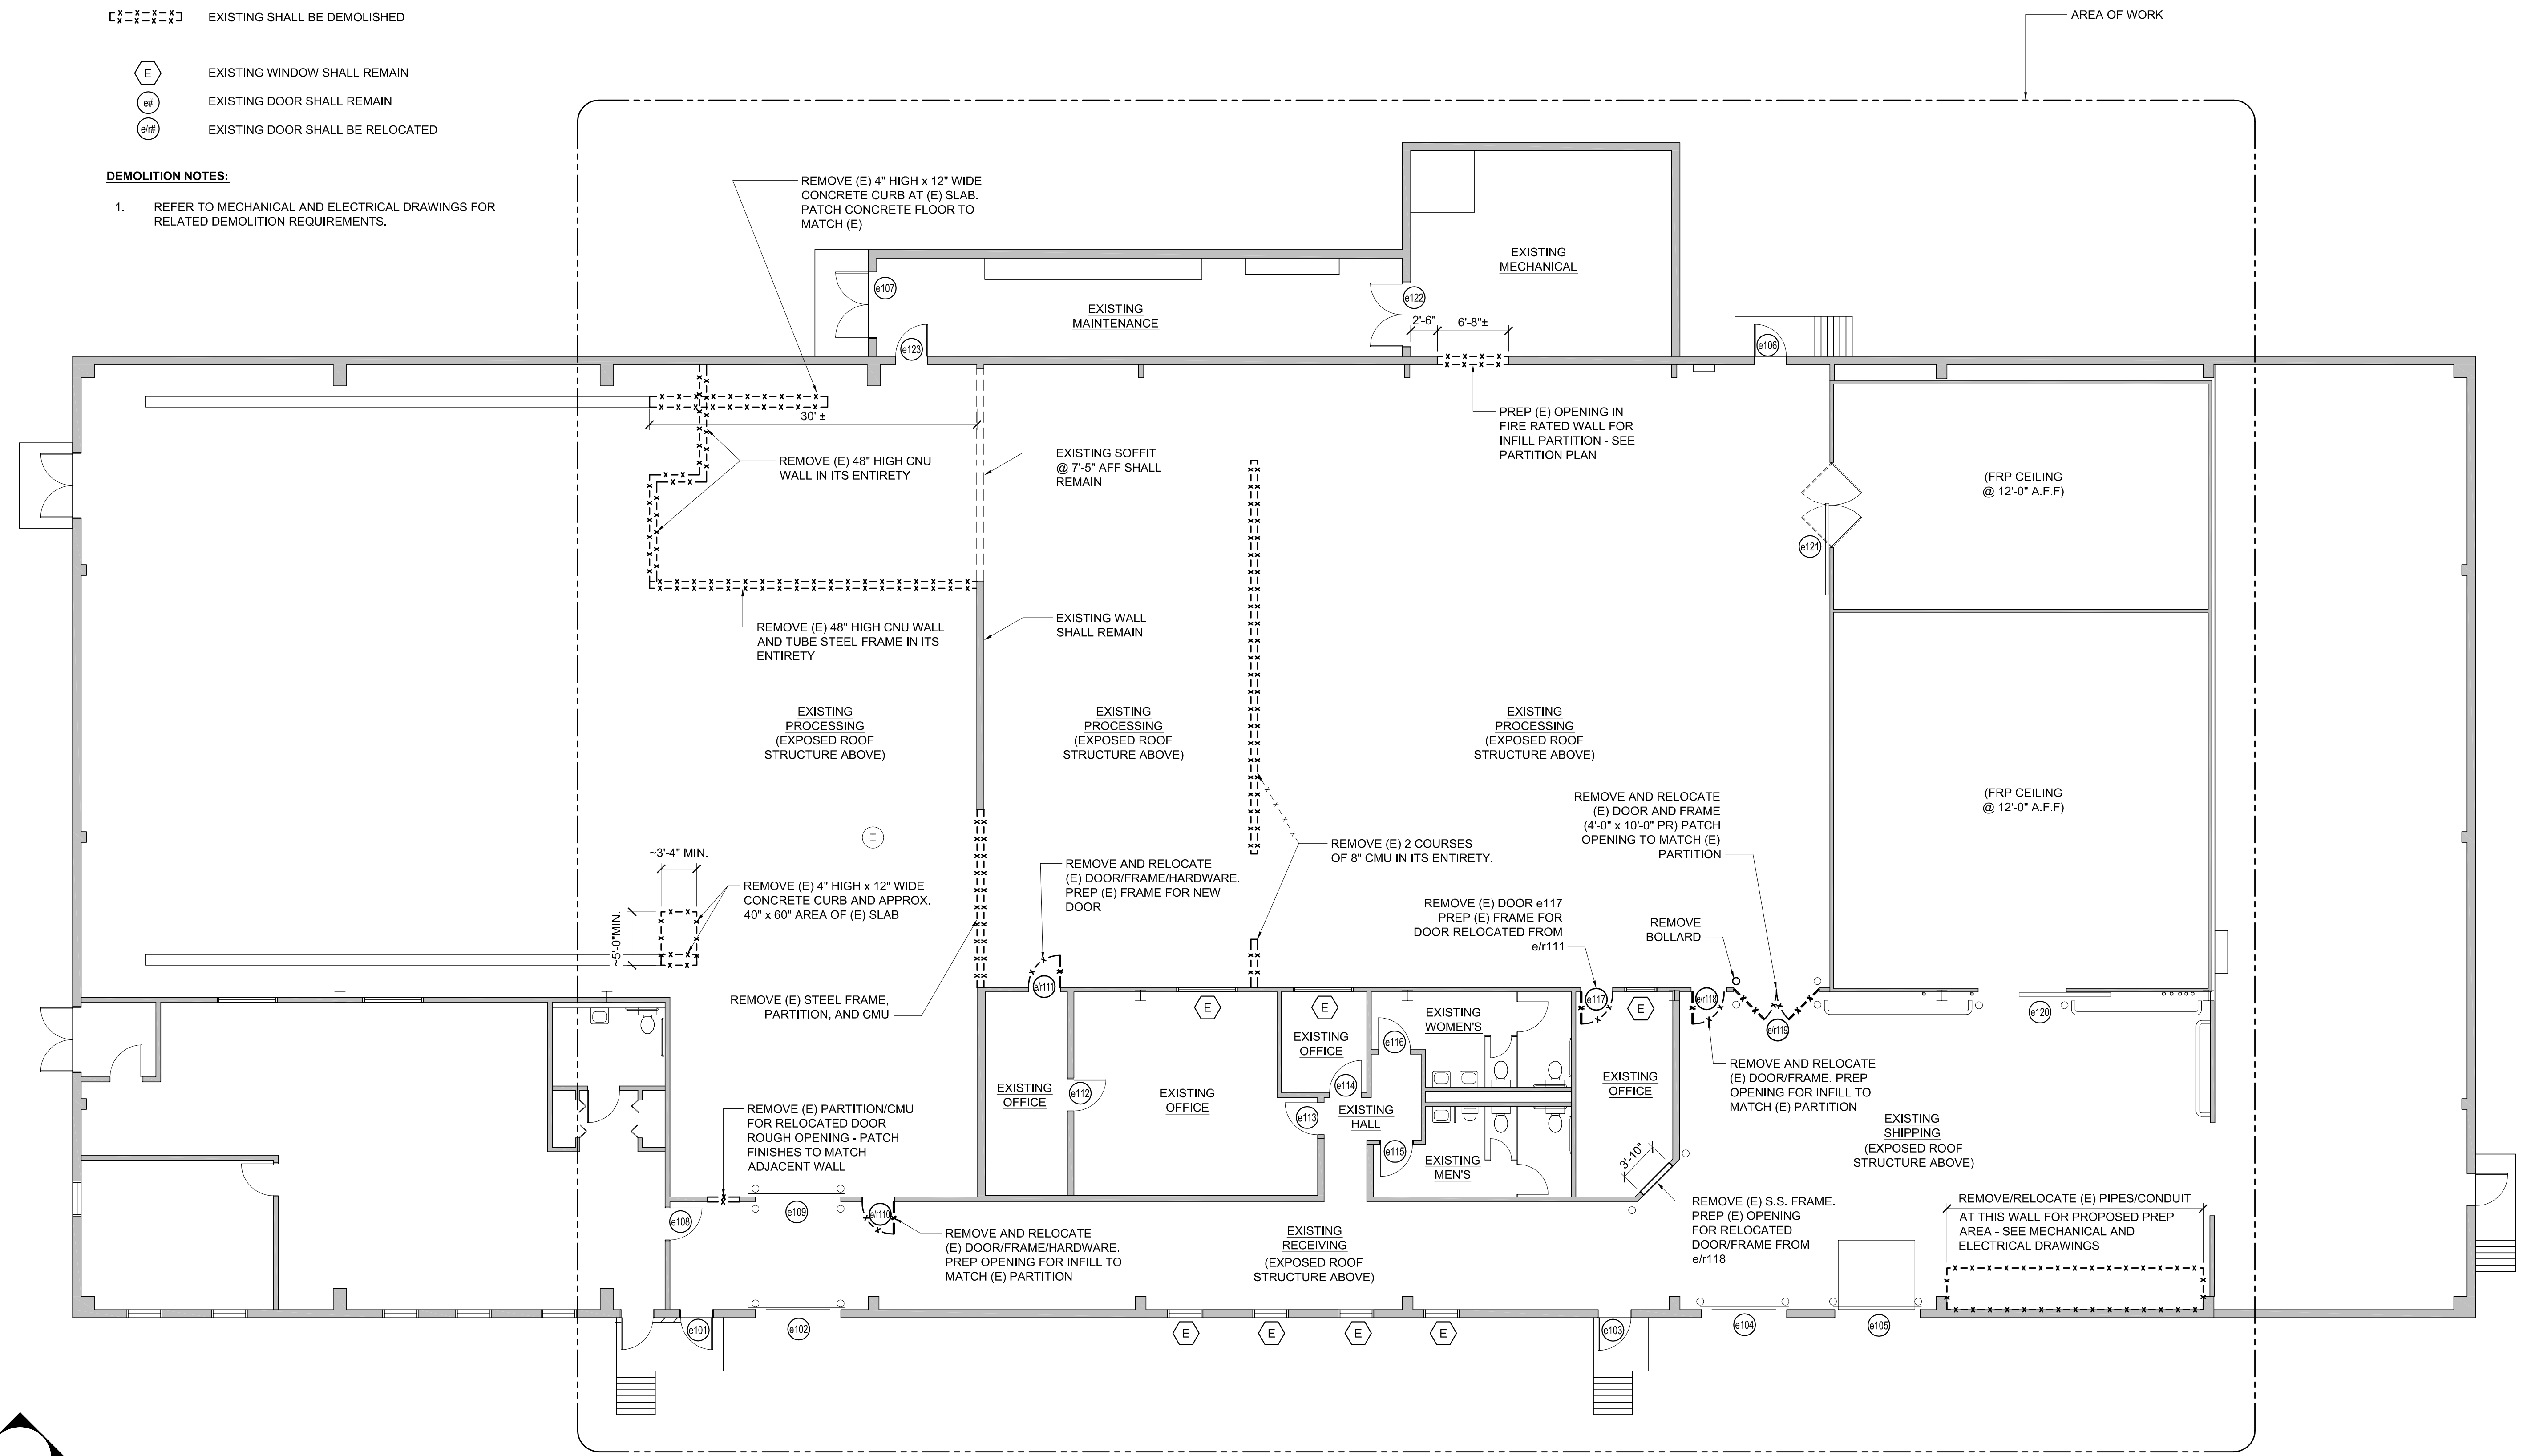 EXISTING SHALL BE DEMOLISHED
E
EXISTING WINDOW SHALL REMAIN
e#
EXISTING DOOR SHALL REMAIN
e/r#
EXISTING DOOR SHALL BE RELOCATED
DEMOLITION NOTES:
1. REFER TO MECHANICAL AND ELECTRICAL DRAWINGS FOR
RELATED DEMOLITION REQUIREMENTS.
AREA OF WORK
REMOVE (E) 4" HIGH x 12" WIDE
CONCRETE CURB AT (E) SLAB.
PATCH CONCRETE FLOOR TO
MATCH (E)
EXISTING
MECHANICAL
e107
EXISTING
MAINTENANCE
e122
2'-6"
6'-8"±
e123
e106
30' ±
PREP (E) OPENING IN
FIRE RATED WALL FOR
INFILL PARTITION - SEE
PARTITION PLAN
REMOVE (E) 48" HIGH CNU
WALL IN ITS ENTIRETY
EXISTING SOFFIT
@ 7'-5" AFF SHALL
REMAIN
(FRP CEILING
@ 12'-0" A.F.F)
e121
REMOVE (E) 48" HIGH CNU WALL
AND TUBE STEEL FRAME IN ITS
ENTIRETY
EXISTING WALL
SHALL REMAIN
EXISTING
PROCESSING
(EXPOSED ROOF
STRUCTURE ABOVE)
EXISTING
PROCESSING
(EXPOSED ROOF
STRUCTURE ABOVE)
EXISTING
PROCESSING
(EXPOSED ROOF
STRUCTURE ABOVE)
REMOVE AND RELOCATE
(E) DOOR AND FRAME
(4'-0" x 10'-0" PR) PATCH
OPENING TO MATCH (E)
PARTITION
(FRP CEILING
@ 12'-0" A.F.F)
~3'-4" MIN.
~5'-0"MIN.
REMOVE (E) 4" HIGH x 12" WIDE
CONCRETE CURB AND APPROX.
40" x 60" AREA OF (E) SLAB
REMOVE AND RELOCATE
(E) DOOR/FRAME/HARDWARE.
PREP (E) FRAME FOR NEW
DOOR
REMOVE (E) 2 COURSES
OF 8" CMU IN ITS ENTIRETY.
REMOVE (E) DOOR e117
PREP (E) FRAME FOR
DOOR RELOCATED FROM
e/r111
REMOVE
BOLLARD
REMOVE (E) STEEL FRAME,
PARTITION, AND CMU
e/r111
E
E
e117
E
e/r118
e/r119
e120
EXISTING
OFFICE
e112
EXISTING
OFFICE
EXISTING
OFFICE
e114
e113
EXISTING
HALL
e116
EXISTING
WOMEN'S
e115
EXISTING
MEN'S
EXISTING
OFFICE
3'-10"
REMOVE AND RELOCATE
(E) DOOR/FRAME. PREP
OPENING FOR INFILL TO
MATCH (E) PARTITION
EXISTING
SHIPPING
(EXPOSED ROOF
STRUCTURE ABOVE)
REMOVE (E) PARTITION/CMU
FOR RELOCATED DOOR
ROUGH OPENING - PATCH
FINISHES TO MATCH
ADJACENT WALL
e108
e109
e/r110
REMOVE AND RELOCATE
(E) DOOR/FRAME/HARDWARE.
PREP OPENING FOR INFILL TO
MATCH (E) PARTITION
EXISTING
RECEIVING
(EXPOSED ROOF
STRUCTURE ABOVE)
REMOVE (E) S.S. FRAME.
PREP (E) OPENING
FOR RELOCATED
DOOR/FRAME FROM
e/r118
REMOVE/RELOCATE (E) PIPES/CONDUIT
AT THIS WALL FOR PROPOSED PREP
AREA - SEE MECHANICAL AND
ELECTRICAL DRAWINGS
e101
e102
E
E
E
E
e103
e104
e105